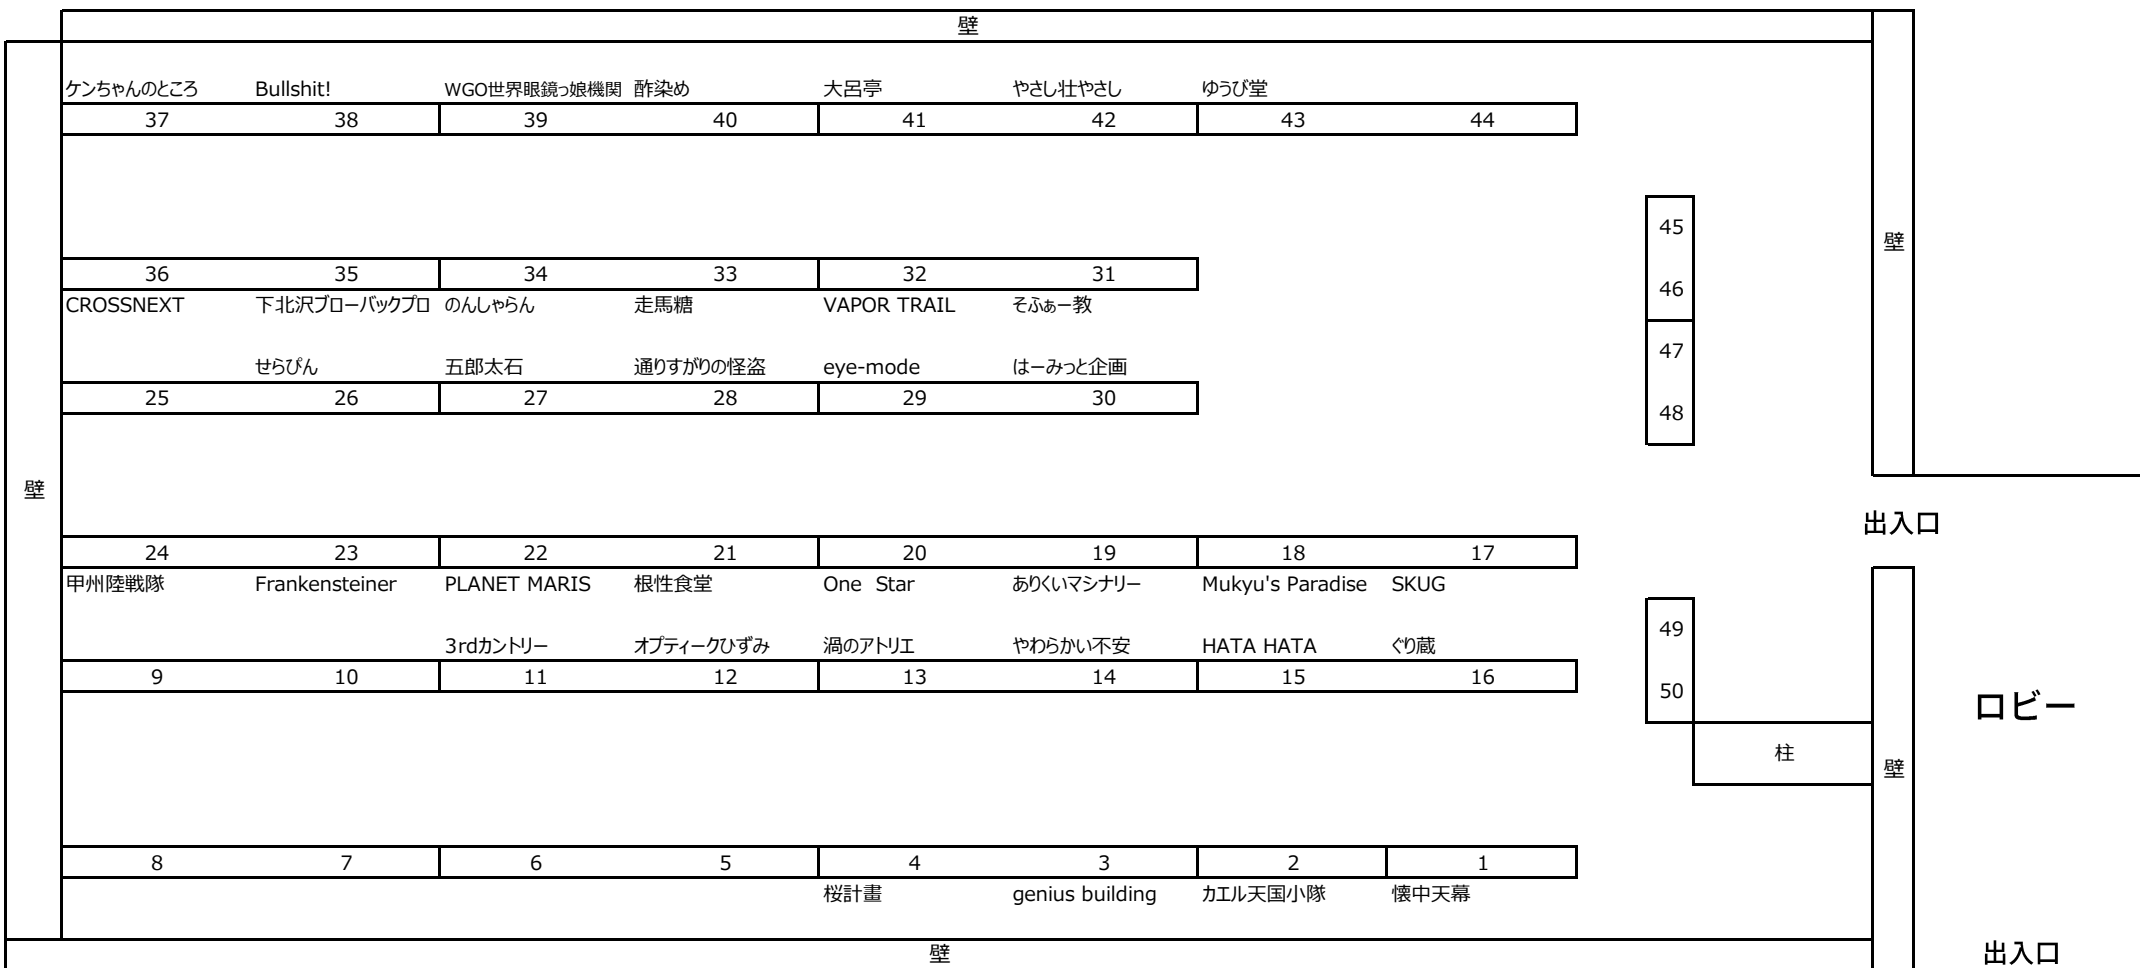 壁
ケンちゃんのところ Bullshit! WGO世界眼鏡っ娘機関 酢染め 大呂亭 やさし壮やさし ゆうび堂
37 38 39 40 41 42 43 44
45
壁
36 35 34 33 32 31
46
CROSSNEXT 下北沢ブローバックプロ のんしゃらん 走馬糖 VAPOR TRAIL そふぁー教
47
せらぴん 五郎太石 通りすがりの怪盗 eye-mode はーみっと企画
25 26 27 28 29 30
48
壁
出入口
24 23 22 21 20 19 18 17
甲州陸戦隊 Frankensteiner PLANET MARIS 根性食堂 One Star ありくいマシナリー Mukyu's Paradise SKUG
49
3rdカントリー オプティークひずみ 渦のアトリエ やわらかい不安 HATA HATA ぐり蔵
9 10 11 12 13 14 15 16
50
ロビー
柱
壁
8 7 6 5 4 3 2 1
桜計畫 genius building カエル天国小隊 懐中天幕
壁
出入口